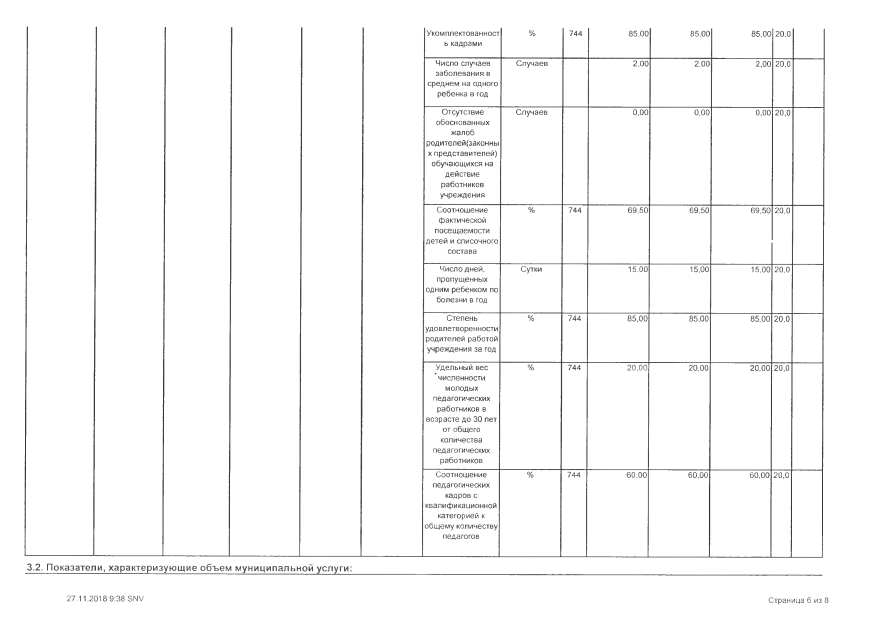 Укомплектованност % 744 85,00 85,00 85,00 20,0
ь кадрами
Число случаев Случаев 2,00 2,00 2,00 20,0
заболевания в
среднем на одного
ребенка в год
Отсутствие Случаев 0,00 0,00 0,00 20,0
обоснованных
жалоб
родителей(законны
х представителей)
обучающихся на
действие
работников
учреждения
Соотношение % 744 69,50 69,50 69,50 20,0
фактической
посещаемости
детей и списочного
состава
Число дней, Сутки 15,00 15,00 15,00 20,0
пропущенных
одним ребенком по
болезни в год
Степень % 744 85,00 85,00 85,00 20,0
удовлетворенности
родителей работой
учреждения за год
Удельный вес % 744 20,00 20,00 20,00 20,0
численности
молодых
педагогических
работников в
возрасте до 30 лет
от общего
количества
педагогических
работников
Соотношение % 744 60,00 60,00 60,00 20,0
педагогических
кадров с
квалификационной
категорией к
общему количеству
педагогов
3.2. Показатели, характеризующие объем муниципальной услуги:
27.11.2018 9:38 SNV
Страница 6 из 8